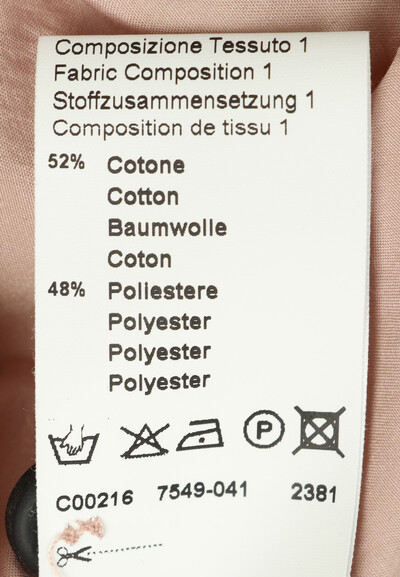 Composizione Tessuto 1
Fabric Composition 1
Stoffzusammensetzung 1
Composition de tissu 1
52% Cotone
Cotton
Baumwolle
Coton
48% Poliestere
Polyester
Polyester
Polyester
P
C00216 7549-041 2381